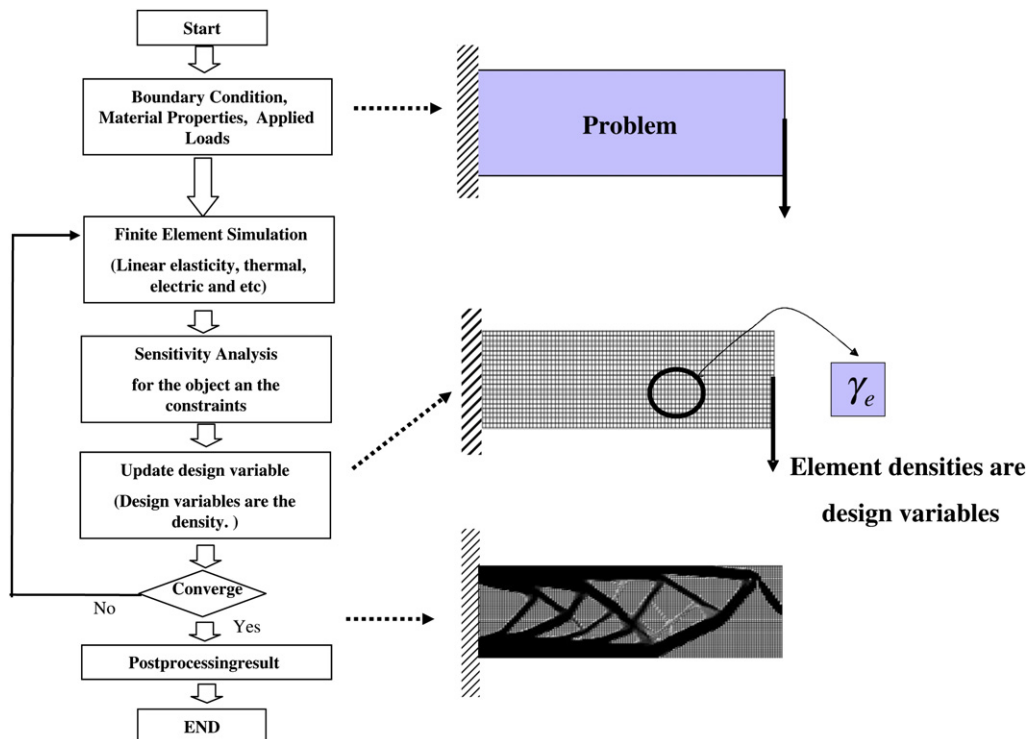 Start
Boundary Condition,
Material Properties, Applied
Loads
Problem
Finite Element Simulation
(Linear elasticity, thermal,
electric and etc)
Sensitivity Analysis
for the object an the
constraints
γe
Update design variable
(Design variables are the
density. )
Element densities are
design variables
Converge
No
Yes
Postprocessingresult
END